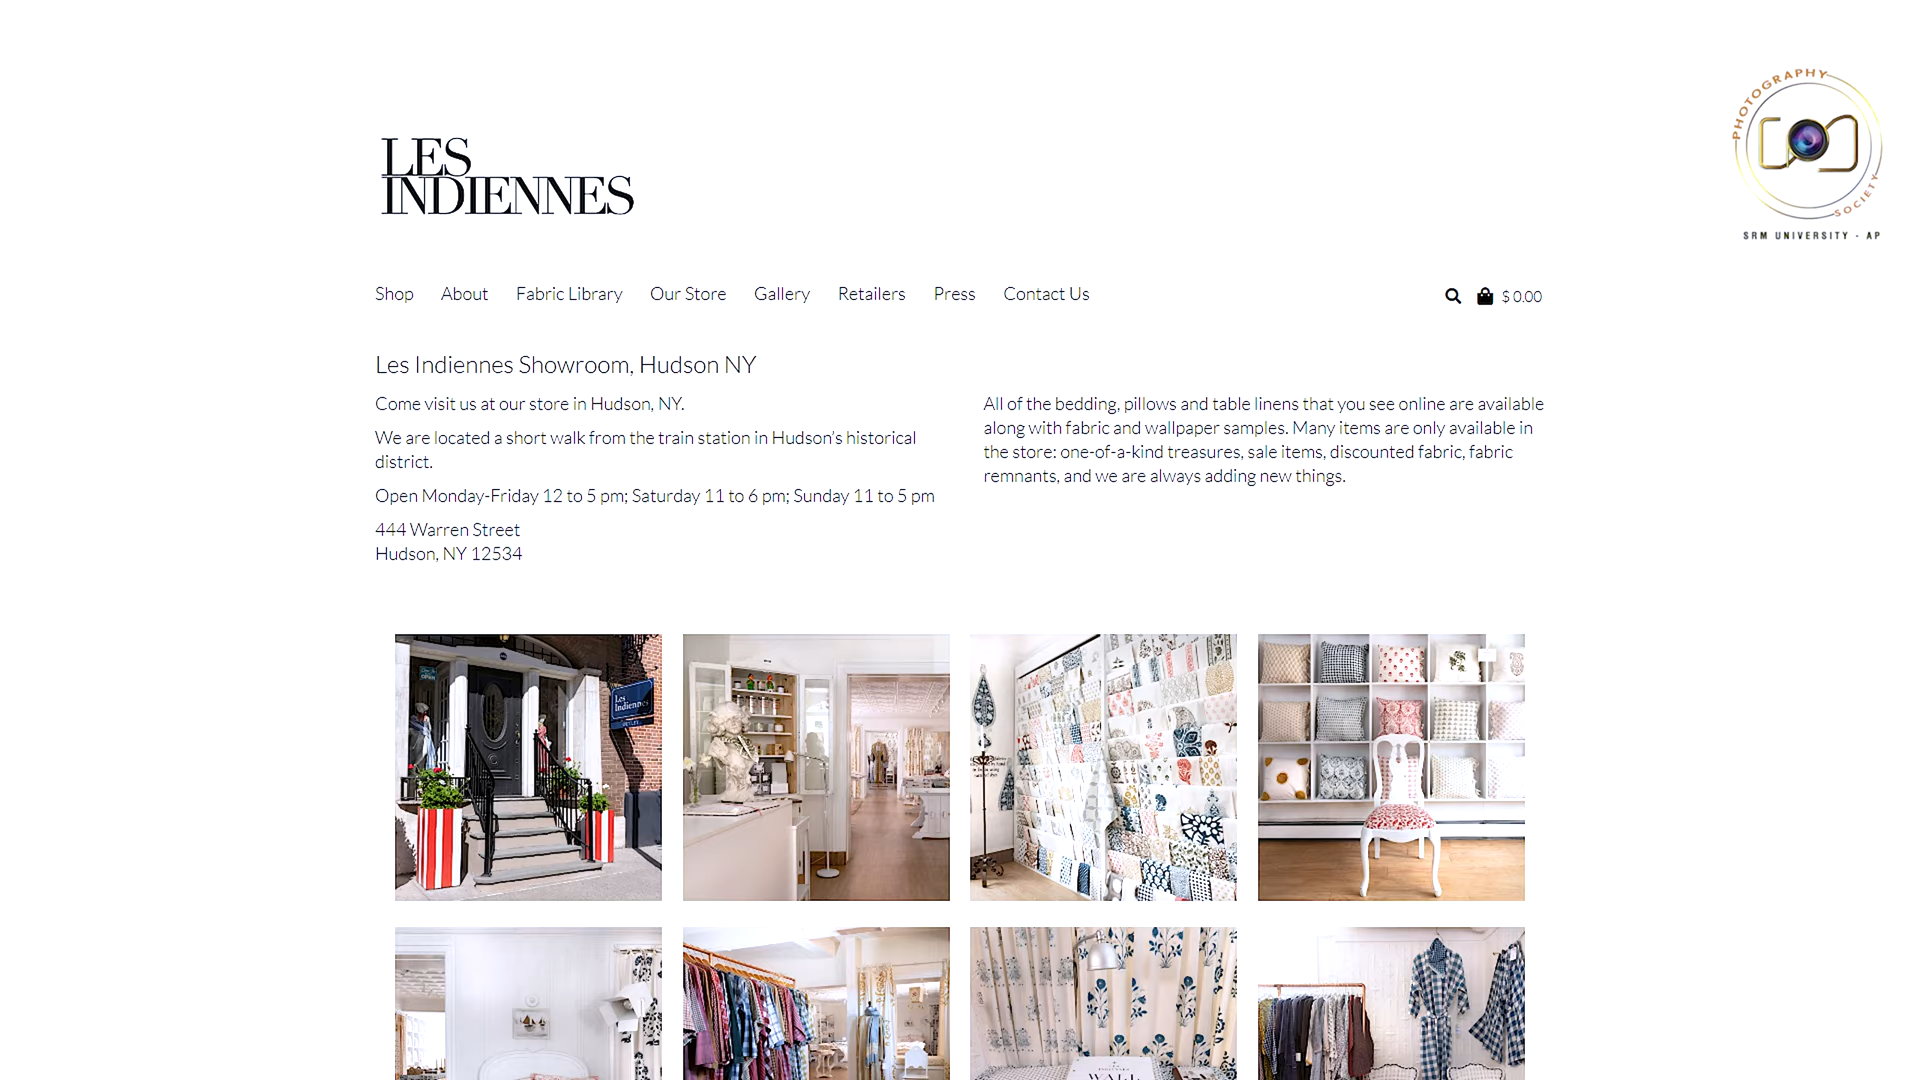 PHOTOGRAPHY
SOCIETY
SRM UNIVERSITY - AP
LES
INDIENNES
Shop About Fabric Library Our Store Gallery Retailers Press Contact Us
$ 0.00
Les Indiennes Showroom, Hudson NY
Come visit us at our store in Hudson, NY.
We are located a short walk from the train station in Hudson’s historical
district.
Open Monday-Friday 12 to 5 pm; Saturday 11 to 6 pm; Sunday 11 to 5 pm
444 Warren Street
Hudson, NY 12534
All of the bedding, pillows and table linens that you see online are available
along with fabric and wallpaper samples. Many items are only available in
the store: one-of-a-kind treasures, sale items, discounted fabric, fabric
remnants, and we are always adding new things.
Les
Indiennes